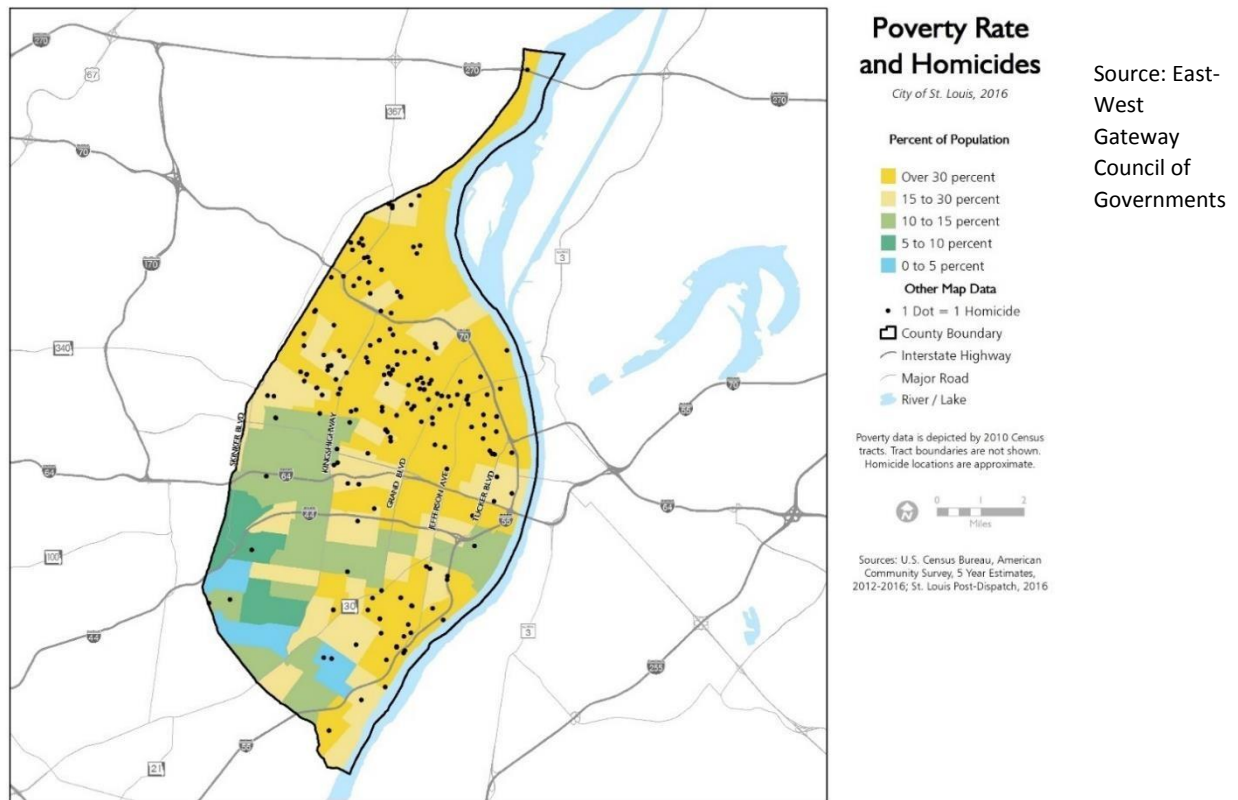 Poverty Rate
and Homicides
City of St. Louis, 2016
Percent of Population
Over 30 percent
15 to 30 percent
10 to 15 percent
5 to 10 percent
0 to 5 percent
Other Map Data
1 Dot = 1 Homicide
County Boundary
Interstate Highway
Major Road
River / Lake
Poverty data is depicted by 2010 Census
tracts. Tract boundaries are not shown.
Homicide locations are approximate.
N
0 1 2
Miles
Sources: U.S. Census Bureau, American
Community Survey, 5 Year Estimates,
2012-2016; St. Louis Post-Dispatch, 2016
Source: East-
West
Gateway
Council of
Governments
270
67
270
367
270
70
170
3
340
70
70
55
SKINKER BLVD
KINGSHIGHWAY
GRAND BLVD
JEFFERSON AVE
TUCKER BLVD
64
64
64
44
55
100
30
44
3
255
55
21